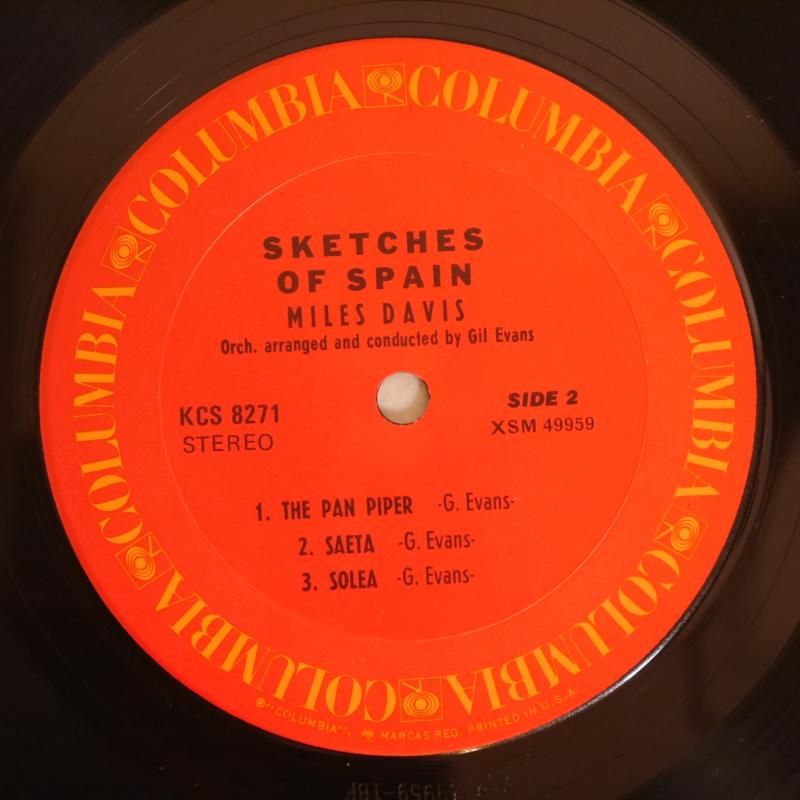 COLUMBIA COLUMBIA COLUMBIA COLUMBIA COLUMBIA COLUMBIA
SKETCHES
OF SPAIN
MILES DAVIS
Orch. arranged and conducted by Gil Evans
KCS 8271
STEREO
SIDE 2
XSM 49959
1. THE PAN PIPER -G. Evans-
2. SAETA -G. Evans-
3. SOLEA -G. Evans-
®"COLUMBIA", MARCAS REG. PRINTED IN U.S.A.